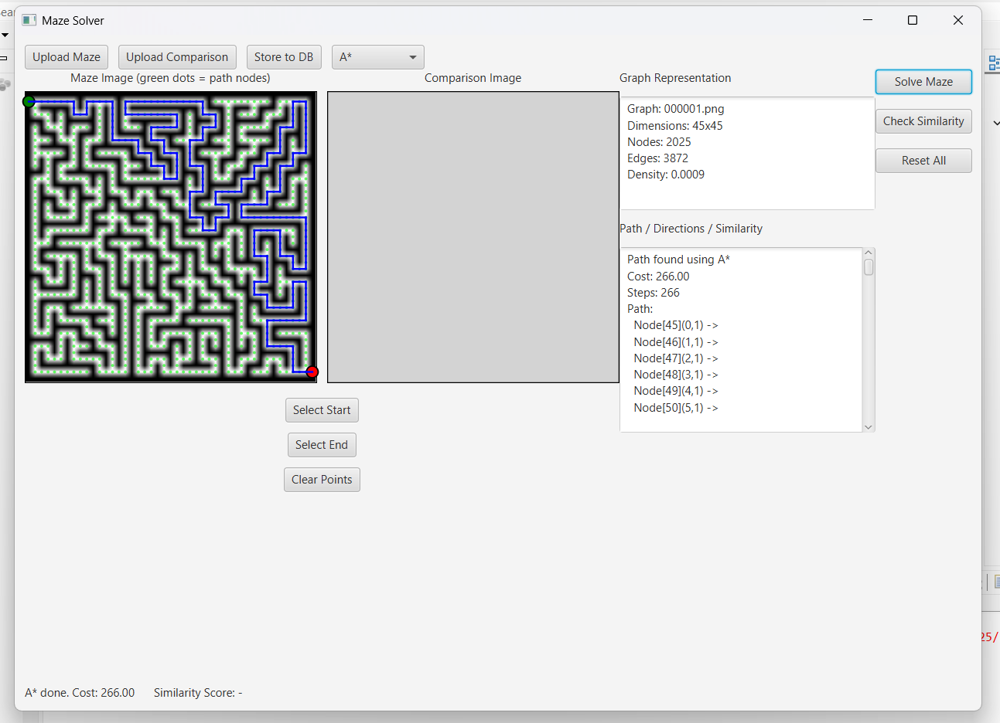 Maze Solver
Upload Maze
Upload Comparison
Store to DB
A*
Maze Image (green dots = path nodes)
Comparison Image
Graph Representation
Solve Maze
Graph: 000001.png
Dimensions: 45x45
Nodes: 2025
Edges: 3872
Density: 0.0009
Check Similarity
Reset All
Path / Directions / Similarity
Path found using A*
Cost: 266.00
Steps: 266
Path:
Node[45](0,1) ->
Node[46](1,1) ->
Node[47](2,1) ->
Node[48](3,1) ->
Node[49](4,1) ->
Node[50](5,1) ->
Select Start
Select End
Clear Points
25/
A* done. Cost: 266.00
Similarity Score: -